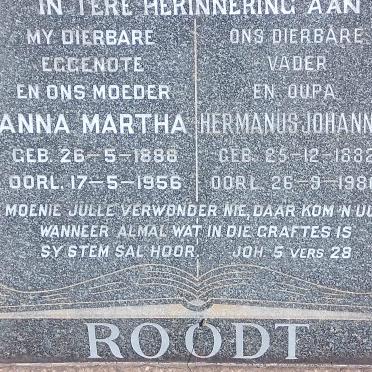 IN TERE HERINNERING AAN
MY DIERBARE
EGGENOTE
EN ONS MOEDER
ANNA MARTHA
GEB. 26-5-1886
OORL. 17-5-1956
ONS DIERBARE
VADER
EN OUPA
HERMANUS JOHANN
GEB. 25-12-1882
OORL. 26-9-198
MOENIE JULLE VERWONDER NIE, DAAR KOM 'N UU
WANNEER ALMAL WAT IN DIE GRAFTES IS
SY STEM SAL HOOR, JOH 5 VERS 28
ROODT